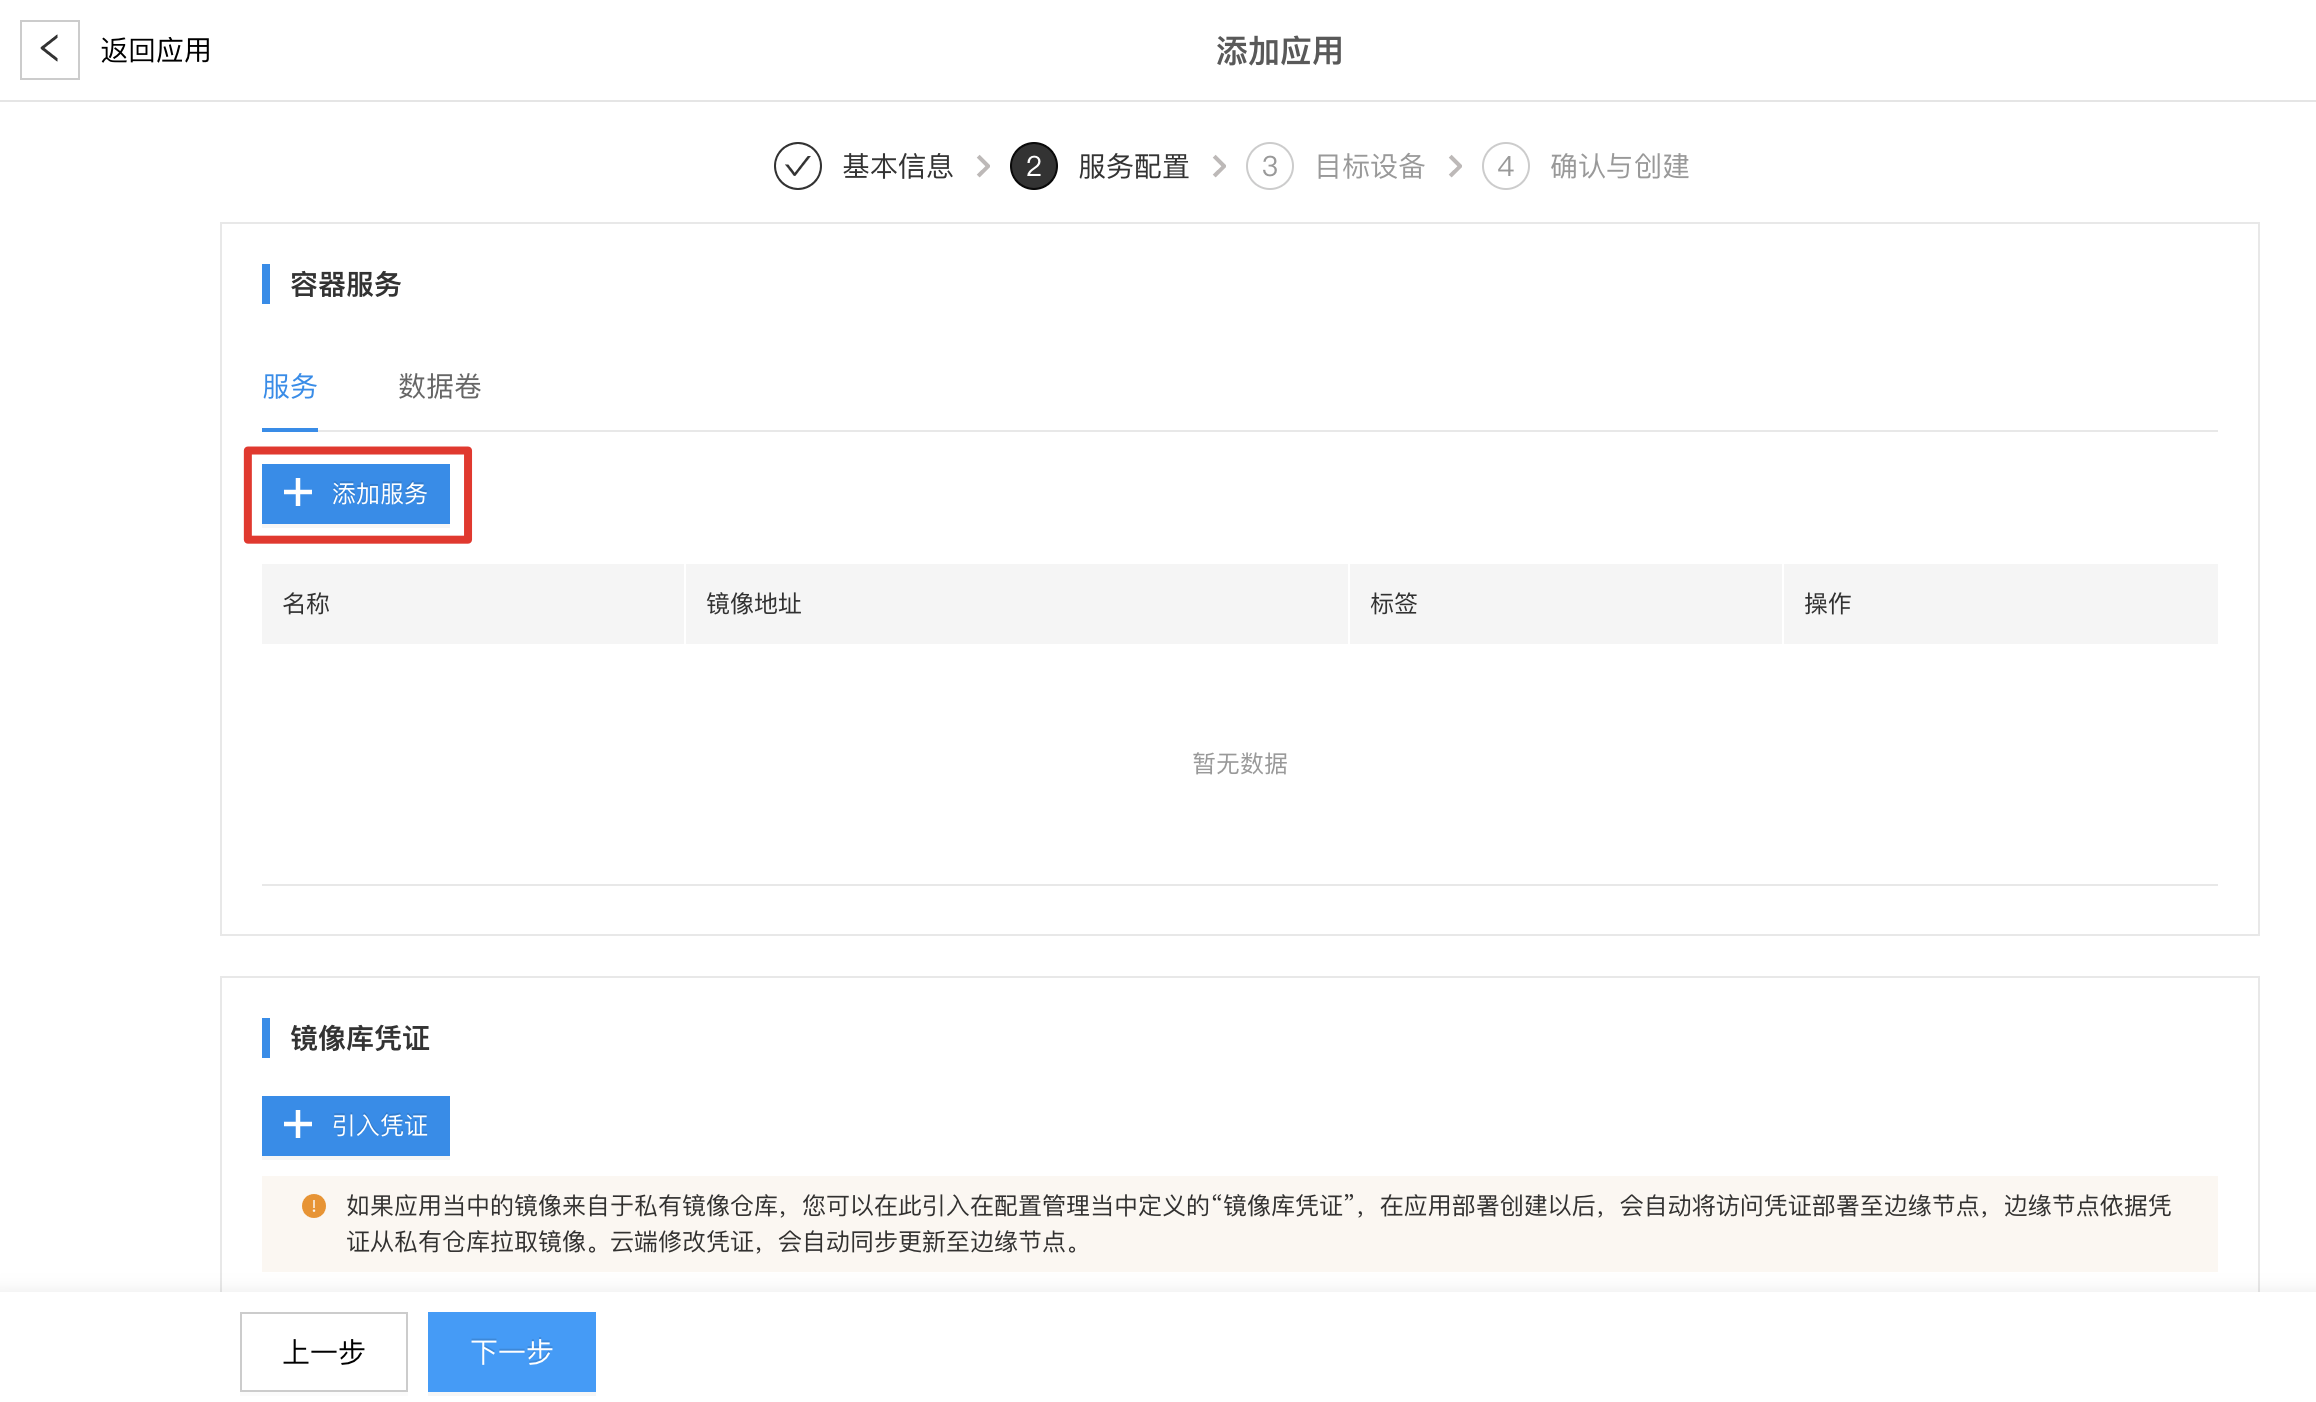 返回应用
添加应用
基本信息 2 服务配置 3 目标设备 4 确认与创建
容器服务
服务 数据卷
添加服务
名称 镜像地址 标签 操作
暂无数据
镜像库凭证
引入凭证
如果应用当中的镜像来自于私有镜像仓库，您可以在此引入在配置管理当中定义的“镜像库凭证”，在应用部署创建以后，会自动将访问凭证部署至边缘节点，边缘节点依据凭
证从私有仓库拉取镜像。云端修改凭证，会自动同步更新至边缘节点。
上一步 下一步